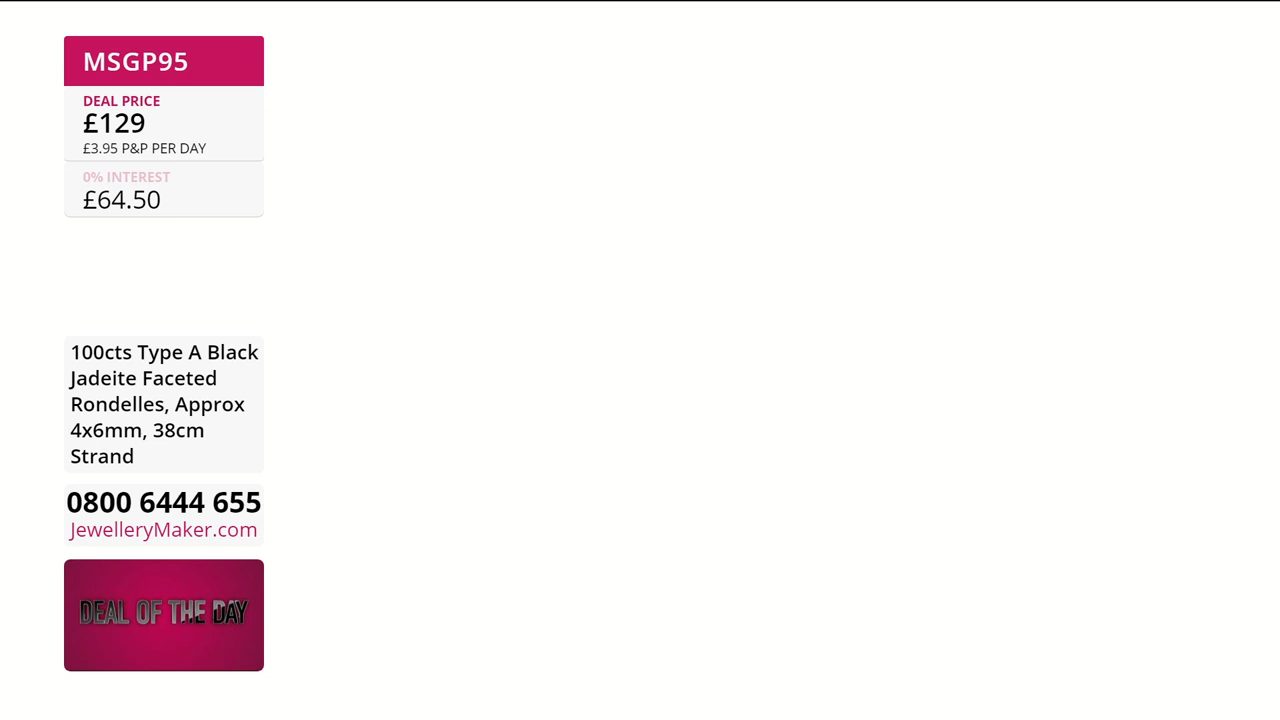 MSGP95
DEAL PRICE
£129
£3.95 P&P PER DAY
0% INTEREST
£64.50
100cts Type A Black
Jadeite Faceted
Rondelles, Approx
4x6mm, 38cm
Strand
0800 6444 655
JewelleryMaker.com
DEAL OF THE DAY